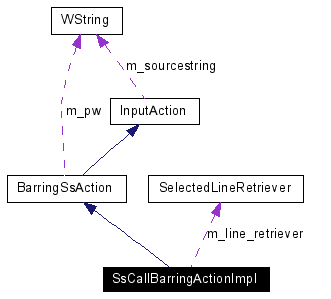 WString
m_sourcestring
m_pw
InputAction
BarringSsAction
SelectedLineRetriever
m_line_retriever
SsCallBarringActionImpl